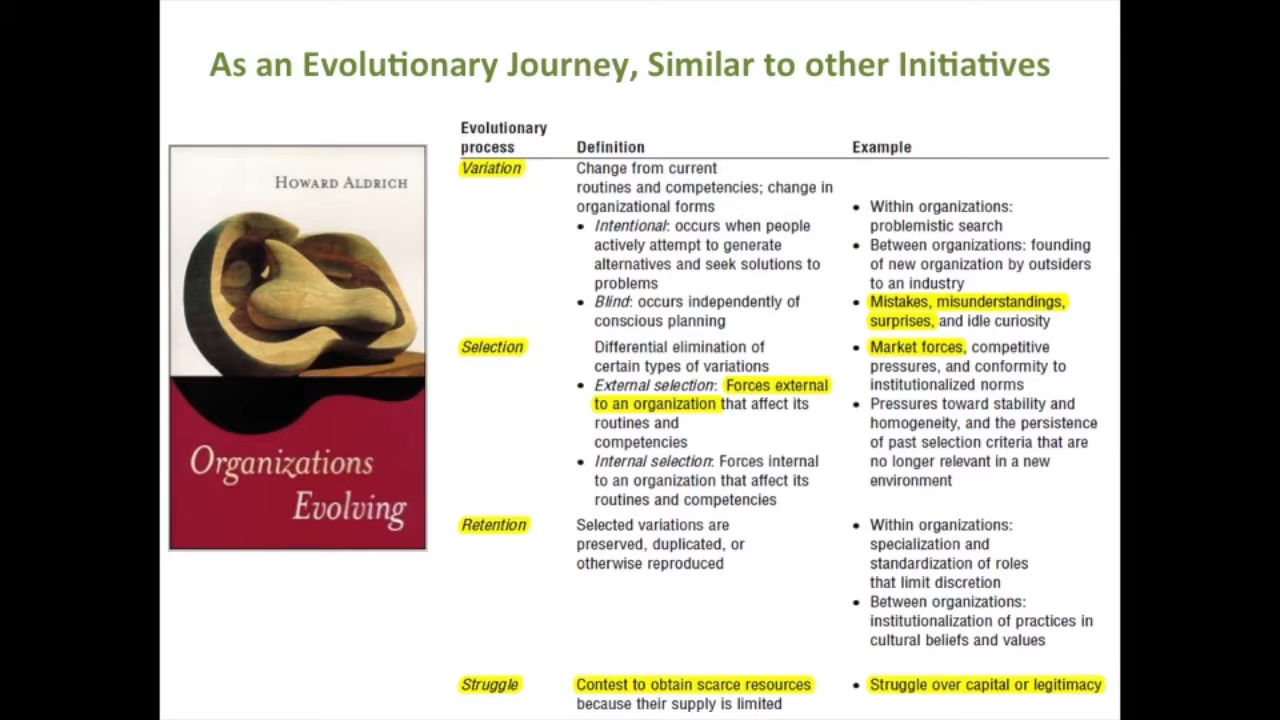 As an Evolutionary Journey, Similar to other Initiatives
HOWARD ALDRICH
Organizations
Evolving
Evolutionary
process
Definition
Example
Variation
Change from current
routines and competencies; change in
organizational forms
• Intentional: occurs when people
actively attempt to generate
alternatives and seek solutions to
problems
• Blind: occurs independently of
conscious planning
• Within organizations:
problemistic search
• Between organizations: founding
of new organization by outsiders
to an industry
• Mistakes, misunderstandings,
surprises, and idle curiosity
Selection
Differential elimination of
certain types of variations
• External selection: Forces external
to an organization that affect its
routines and
competencies
• Internal selection: Forces internal
to an organization that affect its
routines and competencies
• Market forces, competitive
pressures, and conformity to
institutionalized norms
• Pressures toward stability and
homogeneity, and the persistence
of past selection criteria that are
no longer relevant in a new
environment
Retention
Selected variations are
preserved, duplicated, or
otherwise reproduced
• Within organizations:
specialization and
standardization of roles
that limit discretion
• Between organizations:
institutionalization of practices in
cultural beliefs and values
Struggle
Contest to obtain scarce resources
because their supply is limited
• Struggle over capital or legitimacy